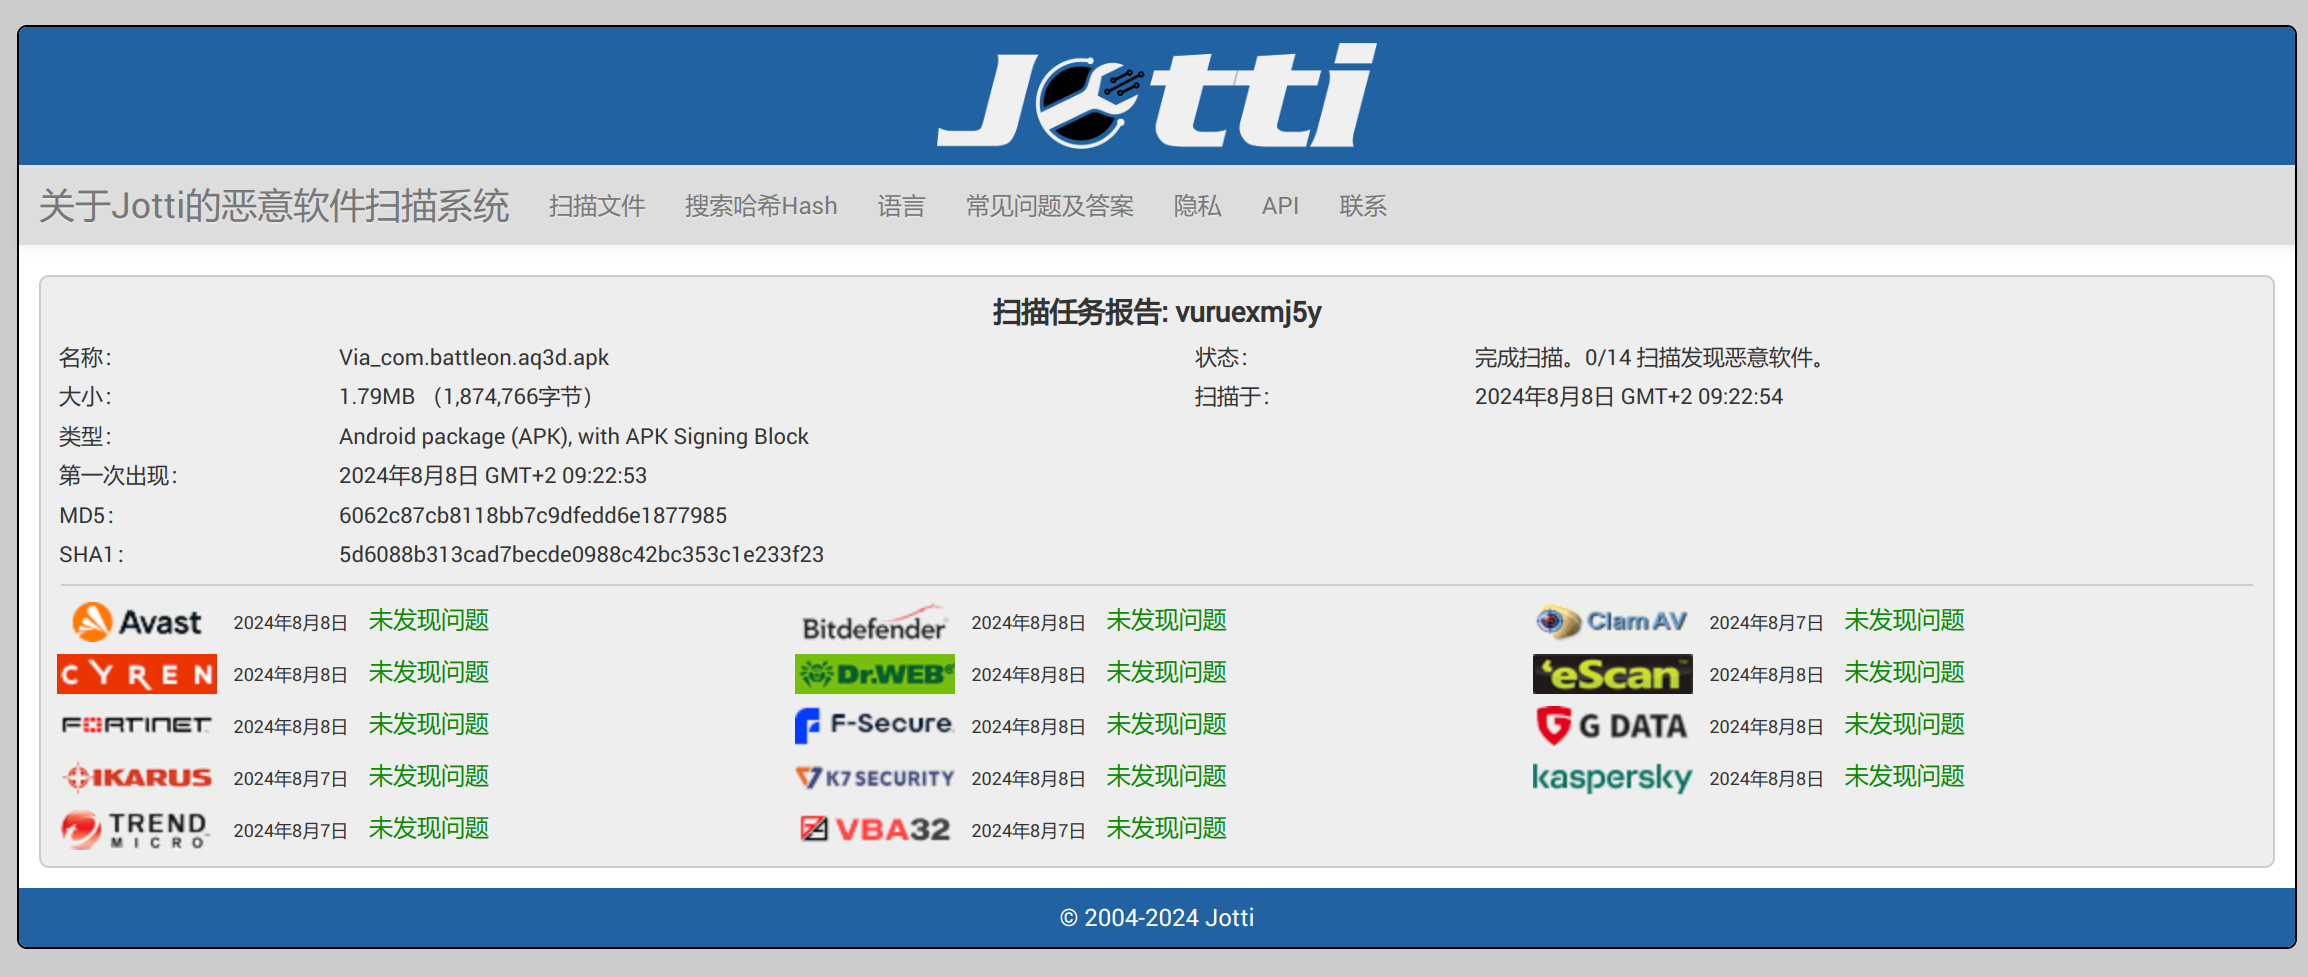 Jotti
关于Jotti的恶意软件扫描系统 扫描文件 搜索哈希Hash 语言 常见问题及答案 隐私 API 联系
扫描任务报告: vuruexmj5y
名称: Via_com.battleon.aq3d.apk 状态: 完成扫描。0/14 扫描发现恶意软件。
大小: 1.79MB (1,874,766字节) 扫描于: 2024年8月8日 GMT+2 09:22:54
类型: Android package (APK), with APK Signing Block
第一次出现: 2024年8月8日 GMT+2 09:22:53
MD5: 6062c87cb8118bb7c9dfedd6e1877985
SHA1: 5d6088b313cad7becde0988c42bc353c1e233f23
Avast 2024年8月8日 未发现问题 Bitdefender 2024年8月8日 未发现问题 ClamAV 2024年8月7日 未发现问题
CYREN 2024年8月8日 未发现问题 Dr.WEB® 2024年8月8日 未发现问题 eScan™ 2024年8月8日 未发现问题
FORTINET 2024年8月8日 未发现问题 F-Secure 2024年8月8日 未发现问题 G DATA 2024年8月8日 未发现问题
IKARUS 2024年8月7日 未发现问题 K7 SECURITY 2024年8月8日 未发现问题 kaspersky 2024年8月8日 未发现问题
TREND MICRO 2024年8月7日 未发现问题 VBA32 2024年8月7日 未发现问题
© 2004-2024 Jotti